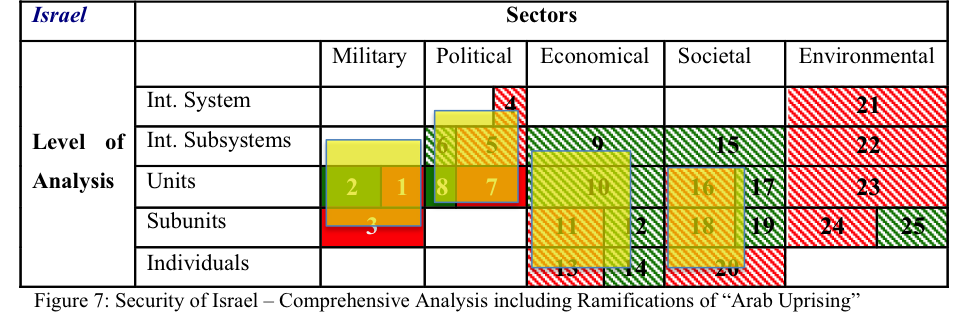 Israel Sectors
Military Political Economical Societal Environmental
Int. System 4 21
Level of Analysis
Int. Subsystems 6 5 9 15 22
Units 2 1 8 7 10 16 17 23
Subunits 3 11 12 18 19 24 25
Individuals 13 14 20
Figure 7: Security of Israel – Comprehensive Analysis including Ramifications of “Arab Uprising”